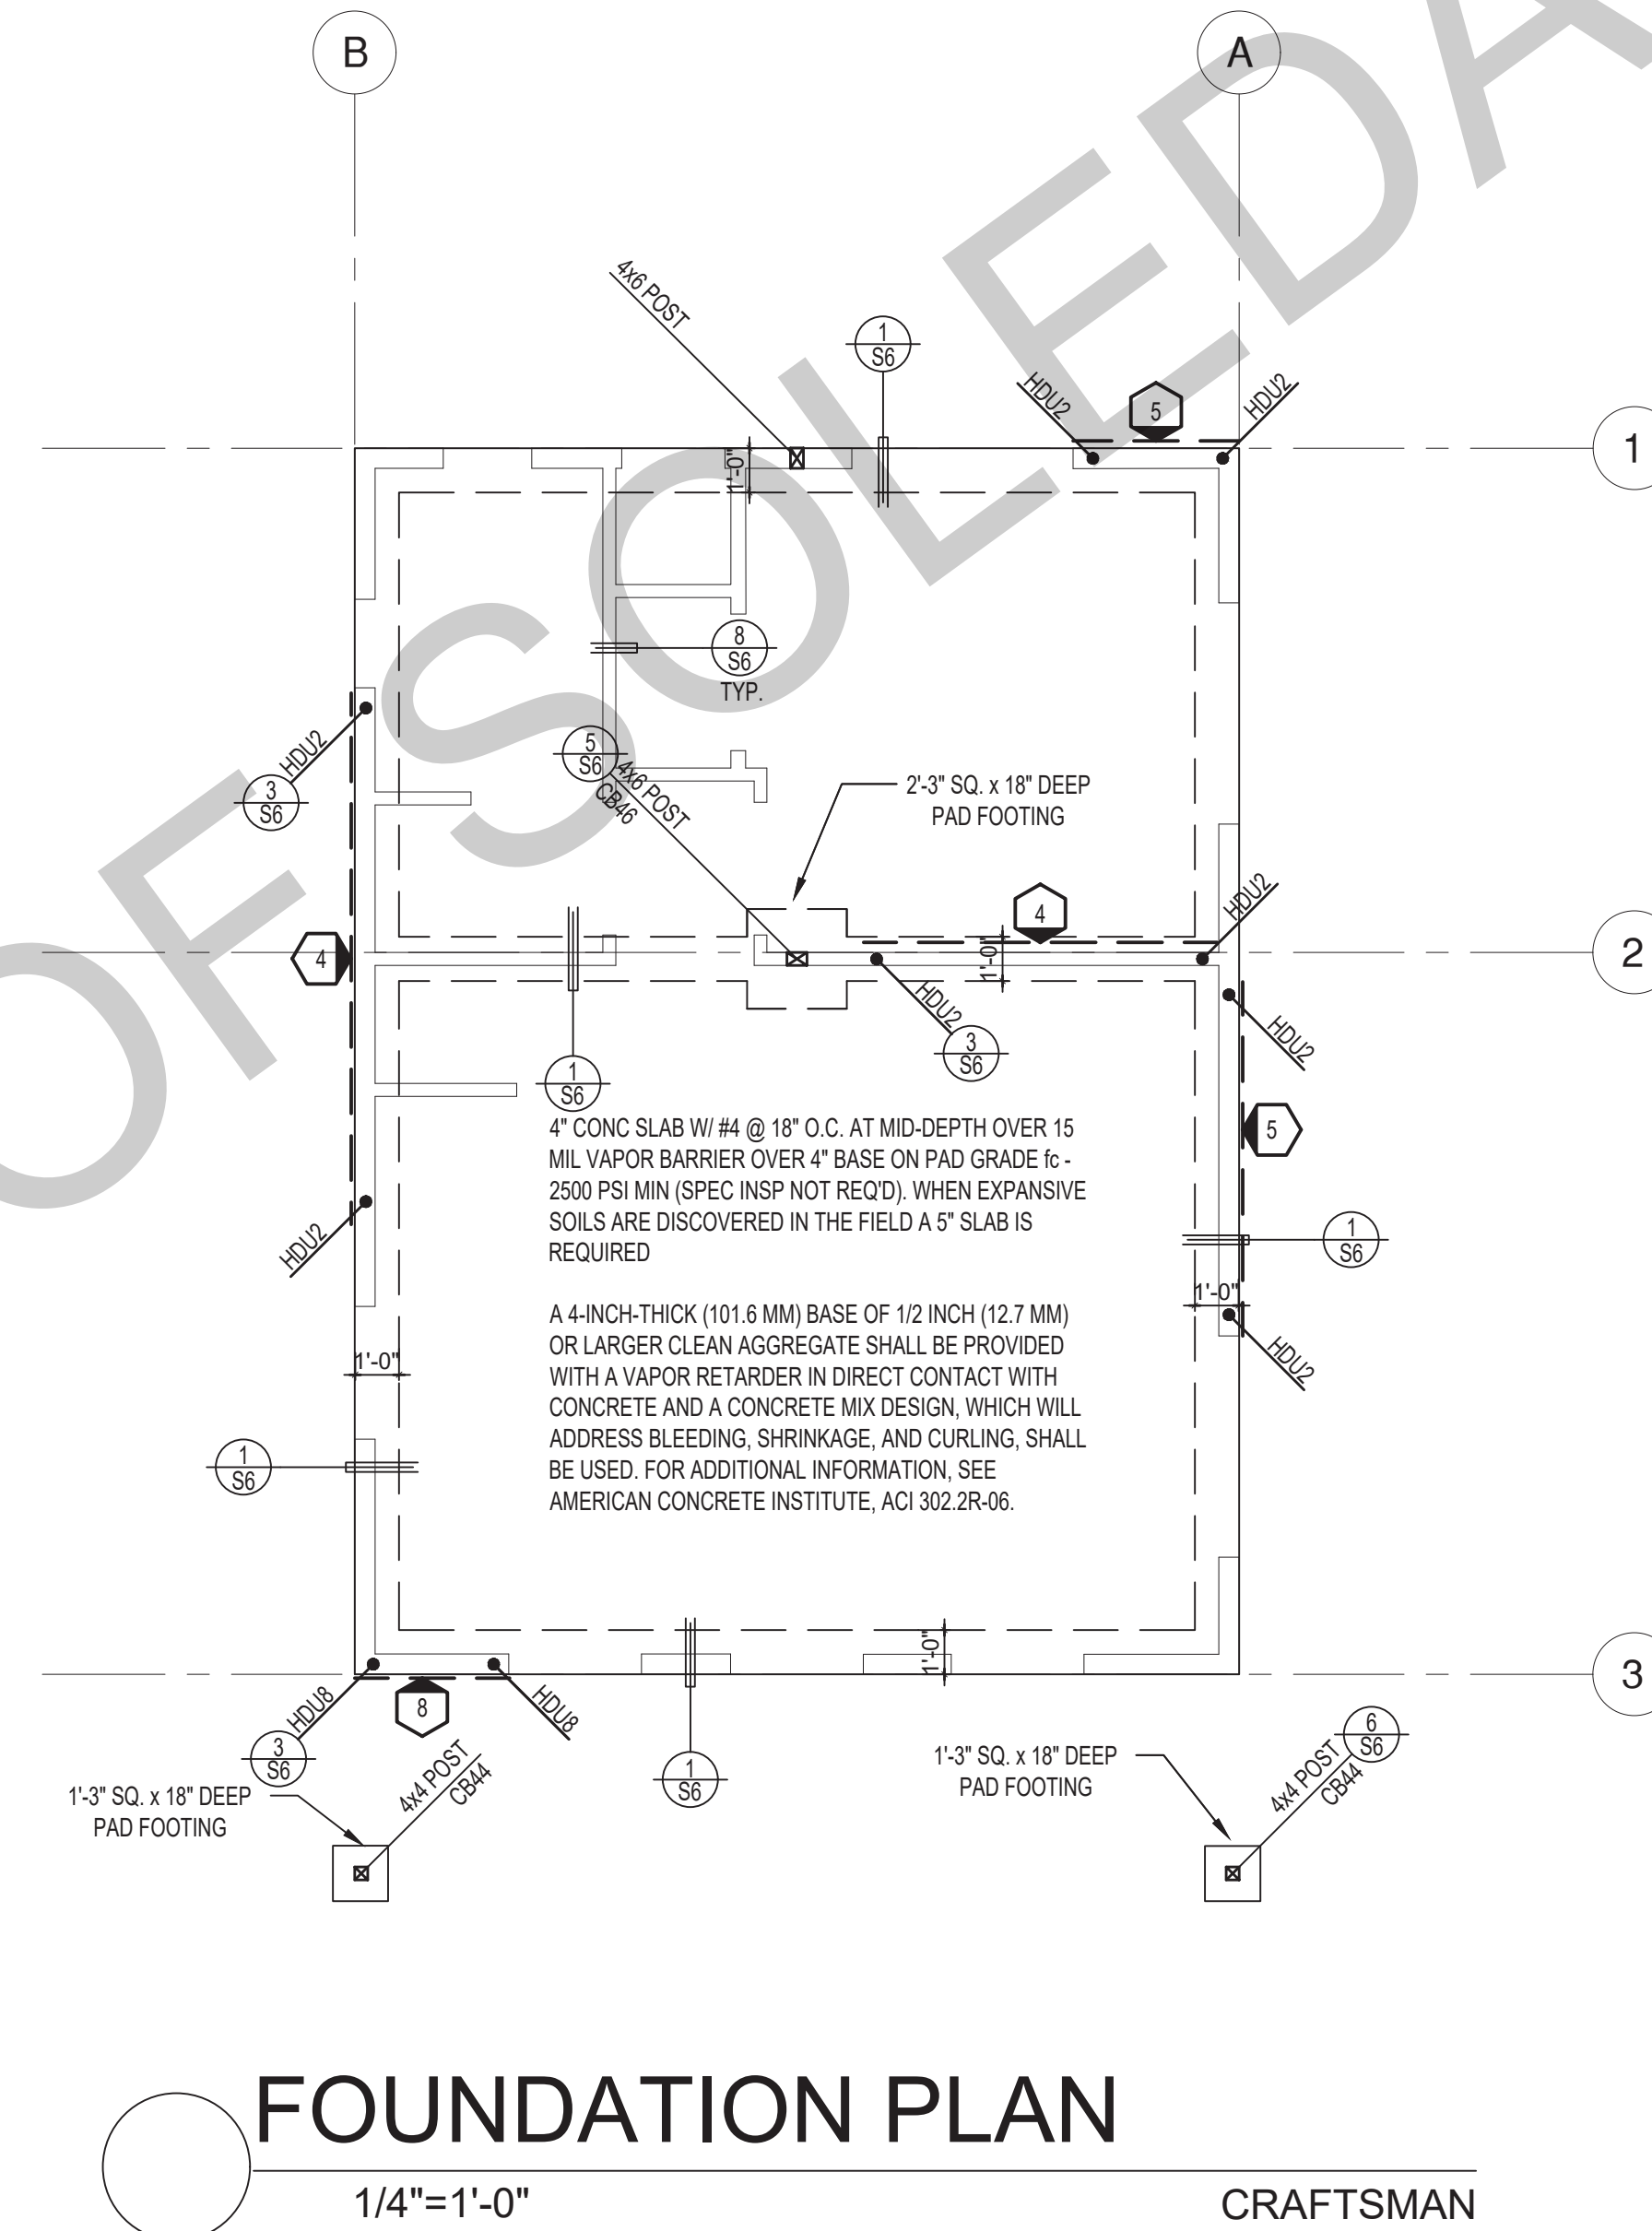 B
A
4x6 POST
1
S6
HDU2
5
HDU2
1
1'-0"
8
S6
TYP.
HDU2
3
S6
5
S6
4x6 POST
CB46
2'-3" SQ. x 18" DEEP
PAD FOOTING
4
HDU2
4
1'-0"
2
HDU2
3
S6
HDU2
1
S6
4" CONC SLAB W/ #4 @ 18" O.C. AT MID-DEPTH OVER 15
MIL VAPOR BARRIER OVER 4" BASE ON PAD GRADE fc -
2500 PSI MIN (SPEC INSP NOT REQ'D). WHEN EXPANSIVE
SOILS ARE DISCOVERED IN THE FIELD A 5" SLAB IS
REQUIRED
5
HDU2
1
S6
1'-0"
HDU2
A 4-INCH-THICK (101.6 MM) BASE OF 1/2 INCH (12.7 MM)
OR LARGER CLEAN AGGREGATE SHALL BE PROVIDED
WITH A VAPOR RETARDER IN DIRECT CONTACT WITH
CONCRETE AND A CONCRETE MIX DESIGN, WHICH WILL
ADDRESS BLEEDING, SHRINKAGE, AND CURLING, SHALL
BE USED. FOR ADDITIONAL INFORMATION, SEE
AMERICAN CONCRETE INSTITUTE, ACI 302.2R-06.
1'-0"
1
S6
1'-0"
3
HDU8
8
HDU8
3
S6
4x4 POST
CB44
1'-3" SQ. x 18" DEEP
PAD FOOTING
1
S6
1'-3" SQ. x 18" DEEP
PAD FOOTING
6
S6
4x4 POST
CB44
OF SOLEDA
FOUNDATION PLAN
1/4"=1'-0"
CRAFTSMAN